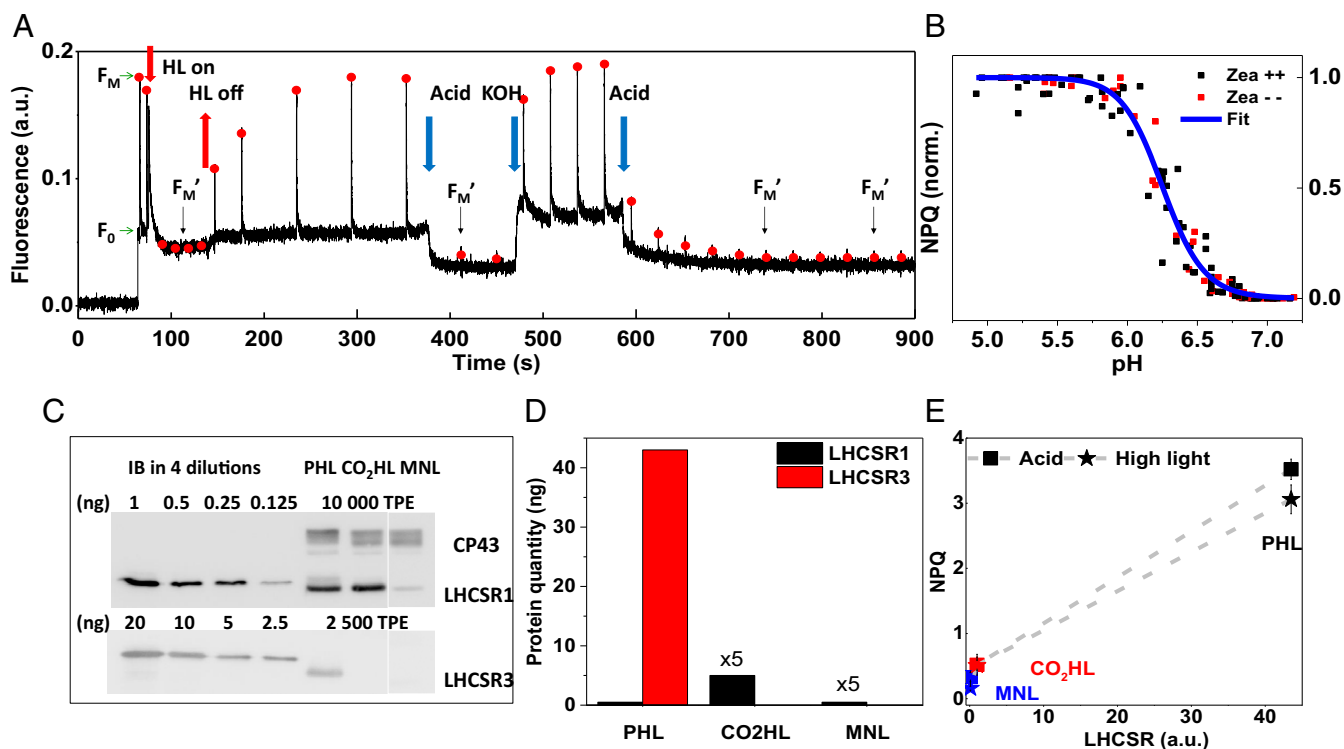 A
Fluorescence (a.u.)
0.2
0.1
0.0
F_M
F_0
HL on
HL off
F_M'
Acid
F_M'
KOH
Acid
F_M'
F_M'
0 100 200 300 400 500 600 700 800 900
Time (s)
B
Zea ++
Zea - -
Fit
NPQ (norm.)
1.0
0.5
0.0
5.0 5.5 6.0 6.5 7.0
pH
C
IB in 4 dilutions PHL CO₂HL MNL
(ng) 1 0.5 0.25 0.125 10 000 TPE
CP43
LHCSR1
(ng) 20 10 5 2.5 2 500 TPE
LHCSR3
D
Protein quantity (ng)
40
30
20
10
0
LHCSR1
LHCSR3
x5
x5
PHL CO2HL MNL
E
NPQ
4
3
2
1
0
Acid High light
PHL
CO₂HL
MNL
0 10 20 30 40
LHCSR (a.u.)